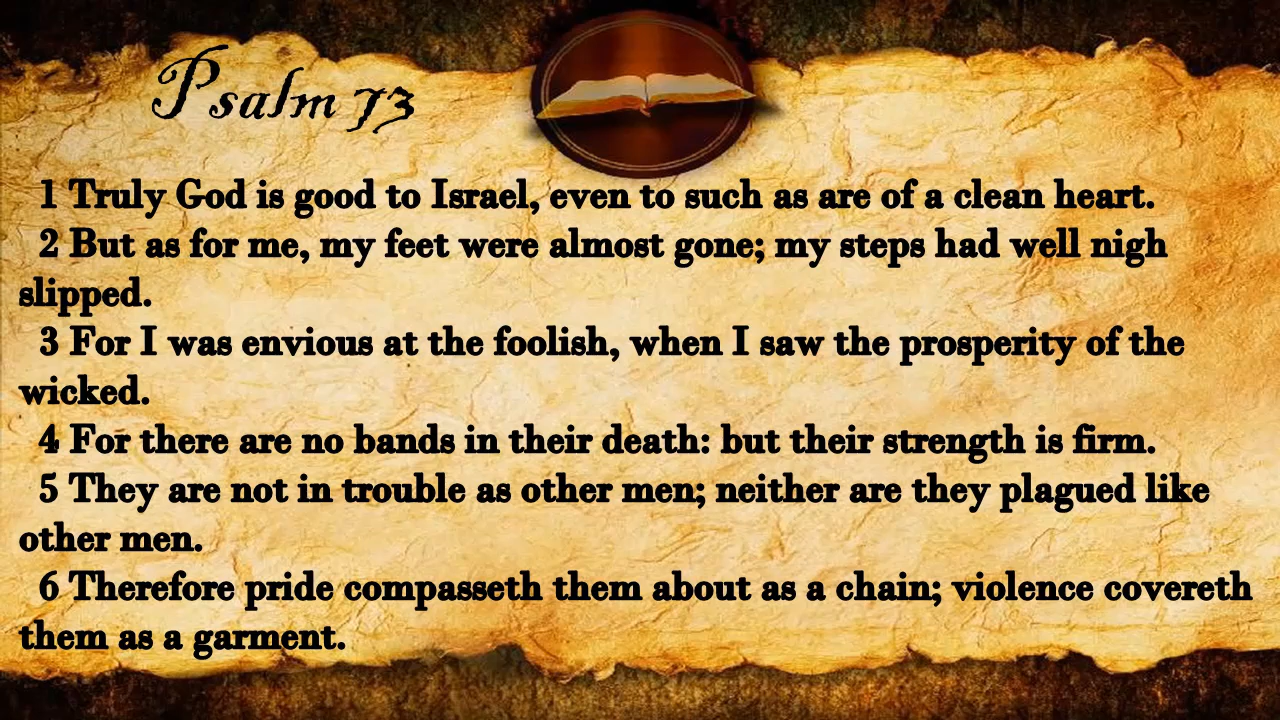 Psalm 73
1 Truly God is good to Israel, even to such as are of a clean heart.
2 But as for me, my feet were almost gone; my steps had well nigh
slipped.
3 For I was envious at the foolish, when I saw the prosperity of the
wicked.
4 For there are no bands in their death: but their strength is firm.
5 They are not in trouble as other men; neither are they plagued like
other men.
6 Therefore pride compasseth them about as a chain; violence covereth
them as a garment.